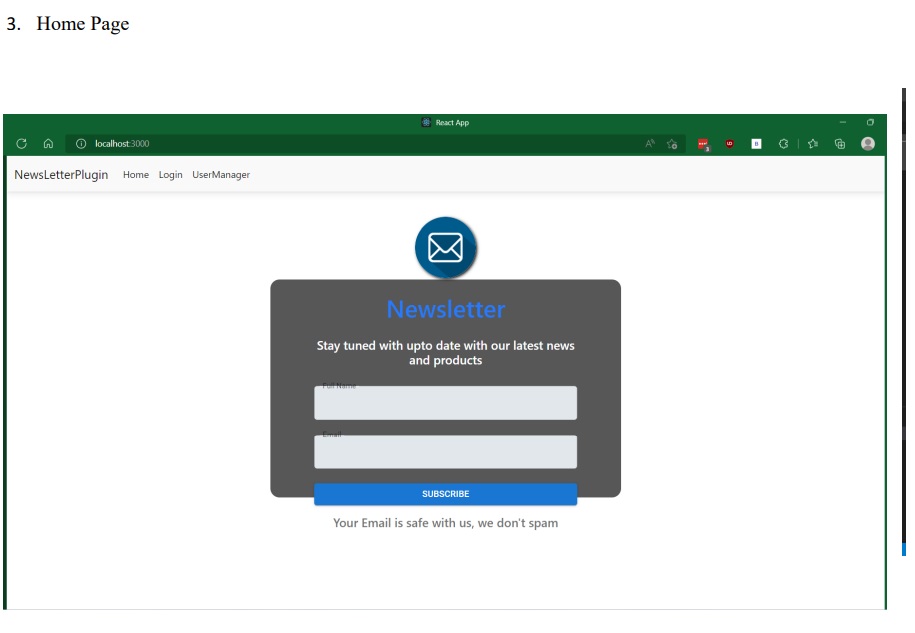 3. Home Page
React App
localhost:3000
NewsLetterPlugin Home Login UserManager
Newsletter
Stay tuned with upto date with our latest news
and products
Full Name
Email
SUBSCRIBE
Your Email is safe with us, we don't spam